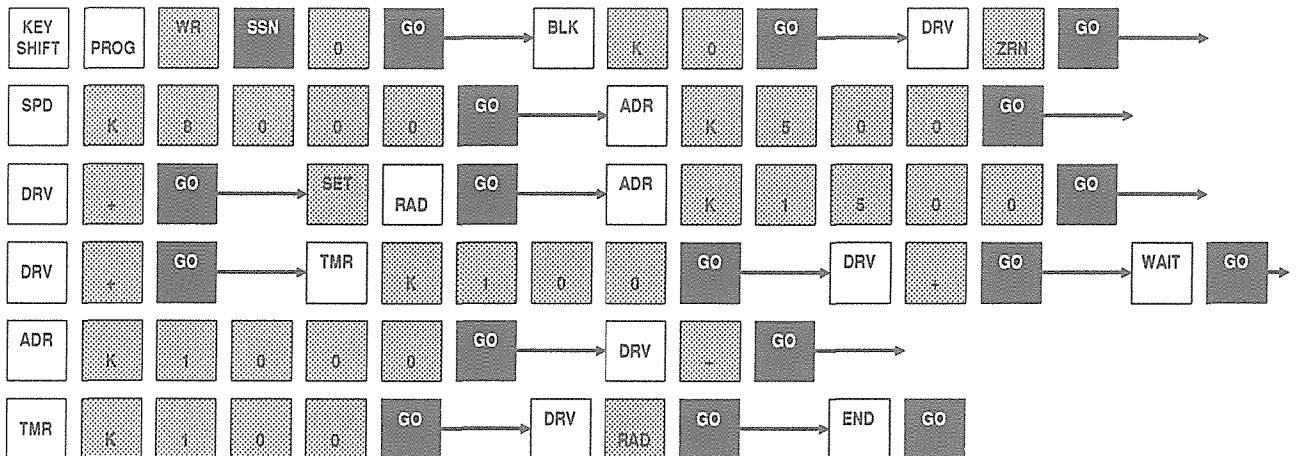 KEY SHIFT PROG WR SSN 0 GO BLK K 0 GO DRV ZRN GO
SPD K 8 0 0 0 GO ADR K 5 0 0 GO
DRV + GO SET RAD GO ADR K 1 5 0 0 GO
DRV + GO TMR K 1 0 0 GO DRV + GO WAIT GO
ADR K 1 0 0 0 GO DRV - GO
TMR K 1 0 0 GO DRV RAD GO END GO